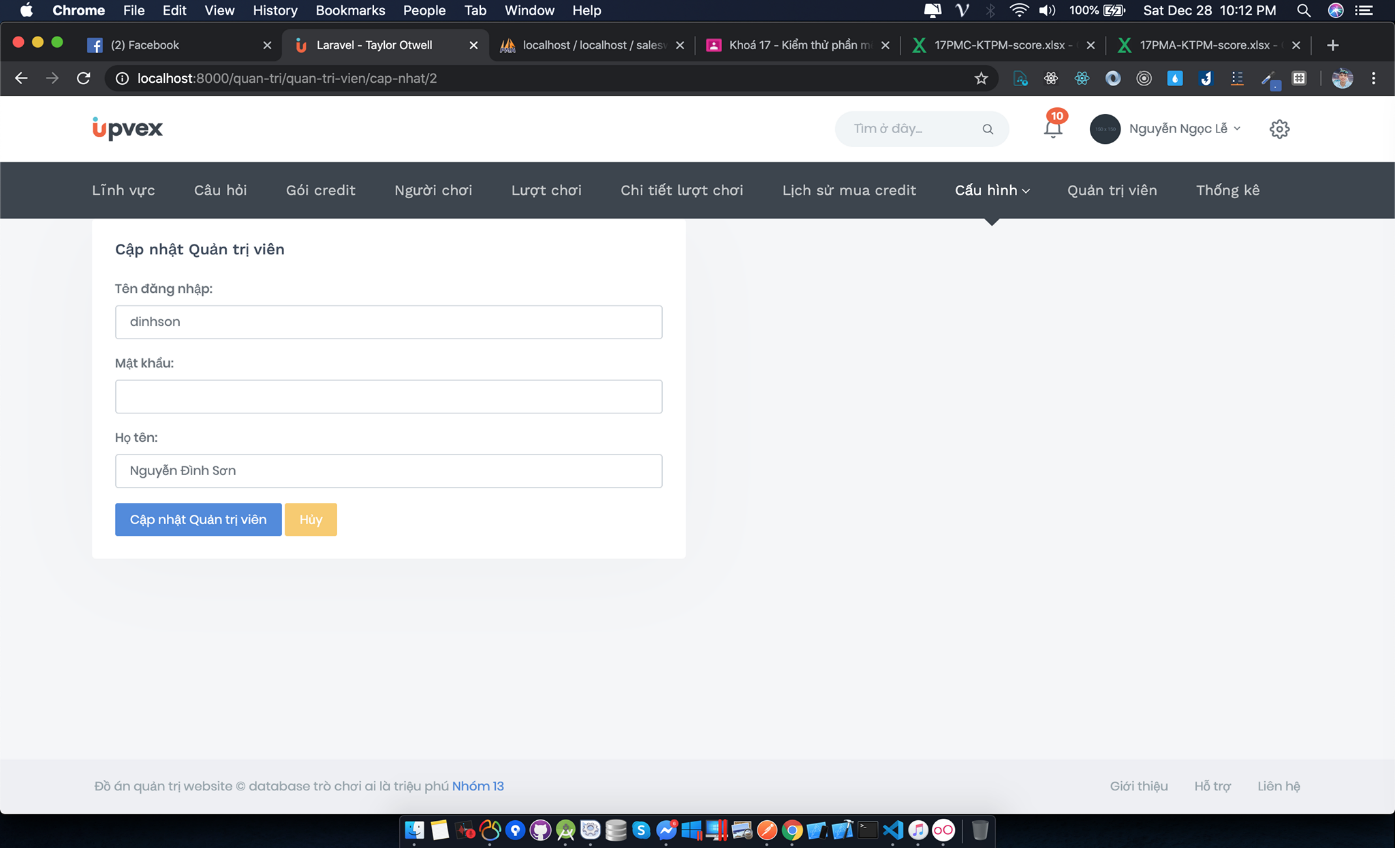 Chrome File Edit View History Bookmarks People Tab Window Help 100% Sat Dec 28 10:12 PM
(2) Facebook Laravel - Taylor Otwell localhost / localhost / salesw Khoá 17 - Kiểm thử phần m 17PMC-KTPM-score.xlsx - 17PMA-KTPM-score.xlsx -
localhost:8000/quan-tri/quan-tri-vien/cap-nhat/2
upvex Tìm ở đây... 10 Nguyễn Ngọc Lễ
Lĩnh vực Câu hỏi Gói credit Người chơi Lượt chơi Chi tiết lượt chơi Lịch sử mua credit Cấu hình Quản trị viên Thống kê
Cập nhật Quản trị viên
Tên đăng nhập:
dinhson
Mật khẩu:
Họ tên:
Nguyễn Đình Sơn
Cập nhật Quản trị viên Hủy
Đồ án quản trị website © database trò chơi ai là triệu phú Nhóm 13 Giới thiệu Hỗ trợ Liên hệ